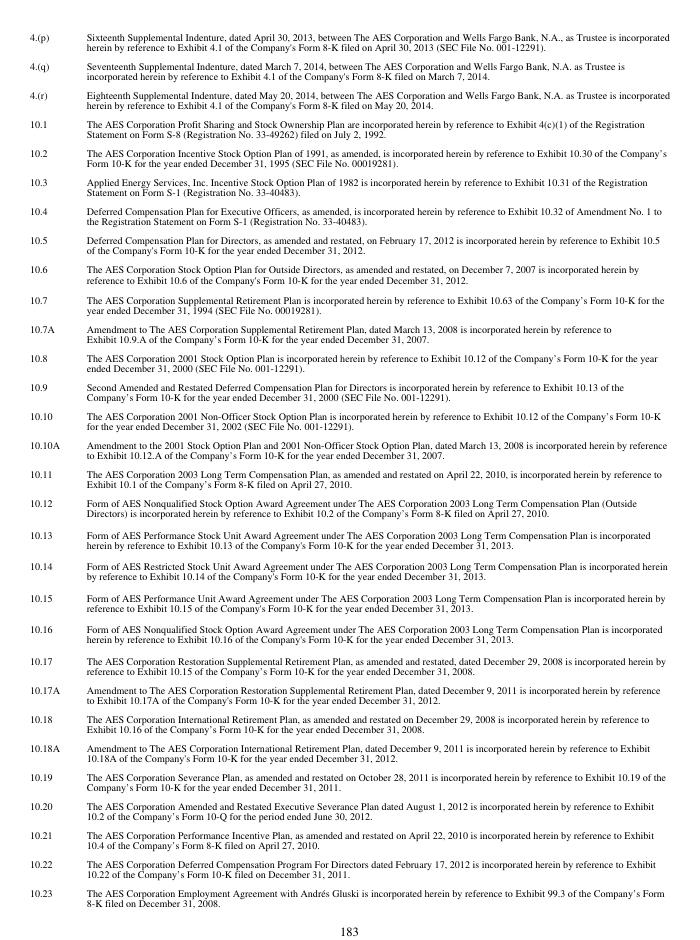 4.(p) Sixteenth Supplemental Indenture, dated April 30, 2013, between The AES Corporation and Wells Fargo Bank, N.A., as Trustee is incorporated
herein by reference to Exhibit 4.1 of the Company's Form 8-K filed on April 30, 2013 (SEC File No. 001-12291).
4.(q) Seventeenth Supplemental Indenture, dated March 7, 2014, between The AES Corporation and Wells Fargo Bank, N.A. as Trustee is
incorporated herein by reference to Exhibit 4.1 of the Company's Form 8-K filed on March 7, 2014.
4.(r) Eighteenth Supplemental Indenture, dated May 20, 2014, between The AES Corporation and Wells Fargo Bank, N.A. as Trustee is incorporated
herein by reference to Exhibit 4.1 of the Company's Form 8-K filed on May 20, 2014.
10.1 The AES Corporation Profit Sharing and Stock Ownership Plan are incorporated herein by reference to Exhibit 4(c)(1) of the Registration
Statement on Form S-8 (Registration No. 33-49262) filed on July 2, 1992.
10.2 The AES Corporation Incentive Stock Option Plan of 1991, as amended, is incorporated herein by reference to Exhibit 10.30 of the Company's
Form 10-K for the year ended December 31, 1995 (SEC File No. 00019281).
10.3 Applied Energy Services, Inc. Incentive Stock Option Plan of 1982 is incorporated herein by reference to Exhibit 10.31 of the Registration
Statement on Form S-1 (Registration No. 33-40483).
10.4 Deferred Compensation Plan for Executive Officers, as amended, is incorporated herein by reference to Exhibit 10.32 of Amendment No. 1 to
the Registration Statement on Form S-1 (Registration No. 33-40483).
10.5 Deferred Compensation Plan for Directors, as amended and restated, on February 17, 2012 is incorporated herein by reference to Exhibit 10.5
of the Company's Form 10-K for the year ended December 31, 2012.
10.6 The AES Corporation Stock Option Plan for Outside Directors, as amended and restated, on December 7, 2007 is incorporated herein by
reference to Exhibit 10.6 of the Company's Form 10-K for the year ended December 31, 2012.
10.7 The AES Corporation Supplemental Retirement Plan is incorporated herein by reference to Exhibit 10.63 of the Company's Form 10-K for the
year ended December 31, 1994 (SEC File No. 00019281).
10.7A Amendment to The AES Corporation Supplemental Retirement Plan, dated March 13, 2008 is incorporated herein by reference to
Exhibit 10.9.A of the Company's Form 10-K for the year ended December 31, 2007.
10.8 The AES Corporation 2001 Stock Option Plan is incorporated herein by reference to Exhibit 10.12 of the Company's Form 10-K for the year
ended December 31, 2000 (SEC File No. 001-12291).
10.9 Second Amended and Restated Deferred Compensation Plan for Directors is incorporated herein by reference to Exhibit 10.13 of the
Company's Form 10-K for the year ended December 31, 2000 (SEC File No. 001-12291).
10.10 The AES Corporation 2001 Non-Officer Stock Option Plan is incorporated herein by reference to Exhibit 10.12 of the Company's Form 10-K
for the year ended December 31, 2002 (SEC File No. 001-12291).
10.10A Amendment to the 2001 Stock Option Plan and 2001 Non-Officer Stock Option Plan, dated March 13, 2008 is incorporated herein by reference
to Exhibit 10.12.A of the Company's Form 10-K for the year ended December 31, 2007.
10.11 The AES Corporation 2003 Long Term Compensation Plan, as amended and restated on April 22, 2010, is incorporated herein by reference to
Exhibit 10.1 of the Company's Form 8-K filed on April 27, 2010.
10.12 Form of AES Nonqualified Stock Option Award Agreement under The AES Corporation 2003 Long Term Compensation Plan (Outside
Directors) is incorporated herein by reference to Exhibit 10.2 of the Company's Form 8-K filed on April 27, 2010.
10.13 Form of AES Performance Stock Unit Award Agreement under The AES Corporation 2003 Long Term Compensation Plan is incorporated
herein by reference to Exhibit 10.13 of the Company's Form 10-K for the year ended December 31, 2013.
10.14 Form of AES Restricted Stock Unit Award Agreement under The AES Corporation 2003 Long Term Compensation Plan is incorporated herein
by reference to Exhibit 10.14 of the Company's Form 10-K for the year ended December 31, 2013.
10.15 Form of AES Performance Unit Award Agreement under The AES Corporation 2003 Long Term Compensation Plan is incorporated herein by
reference to Exhibit 10.15 of the Company's Form 10-K for the year ended December 31, 2013.
10.16 Form of AES Nonqualified Stock Option Award Agreement under The AES Corporation 2003 Long Term Compensation Plan is incorporated
herein by reference to Exhibit 10.16 of the Company's Form 10-K for the year ended December 31, 2013.
10.17 The AES Corporation Restoration Supplemental Retirement Plan, as amended and restated, dated December 29, 2008 is incorporated herein by
reference to Exhibit 10.15 of the Company's Form 10-K for the year ended December 31, 2008.
10.17A Amendment to The AES Corporation Restoration Supplemental Retirement Plan, dated December 9, 2011 is incorporated herein by reference
to Exhibit 10.17A of the Company's Form 10-K for the year ended December 31, 2012.
10.18 The AES Corporation International Retirement Plan, as amended and restated on December 29, 2008 is incorporated herein by reference to
Exhibit 10.16 of the Company's Form 10-K for the year ended December 31, 2008.
10.18A Amendment to The AES Corporation International Retirement Plan, dated December 9, 2011 is incorporated herein by reference to Exhibit
10.18A of the Company's Form 10-K for the year ended December 31, 2012.
10.19 The AES Corporation Severance Plan, as amended and restated on October 28, 2011 is incorporated herein by reference to Exhibit 10.19 of the
Company's Form 10-K for the year ended December 31, 2011.
10.20 The AES Corporation Amended and Restated Executive Severance Plan dated August 1, 2012 is incorporated herein by reference to Exhibit
10.2 of the Company's Form 10-Q for the period ended June 30, 2012.
10.21 The AES Corporation Performance Incentive Plan, as amended and restated on April 22, 2010 is incorporated herein by reference to Exhibit
10.4 of the Company's Form 8-K filed on April 27, 2010.
10.22 The AES Corporation Deferred Compensation Program For Directors dated February 17, 2012 is incorporated herein by reference to Exhibit
10.22 of the Company's Form 10-K filed on December 31, 2011.
10.23 The AES Corporation Employment Agreement with Andrés Gluski is incorporated herein by reference to Exhibit 99.3 of the Company's Form
8-K filed on December 31, 2008.
183